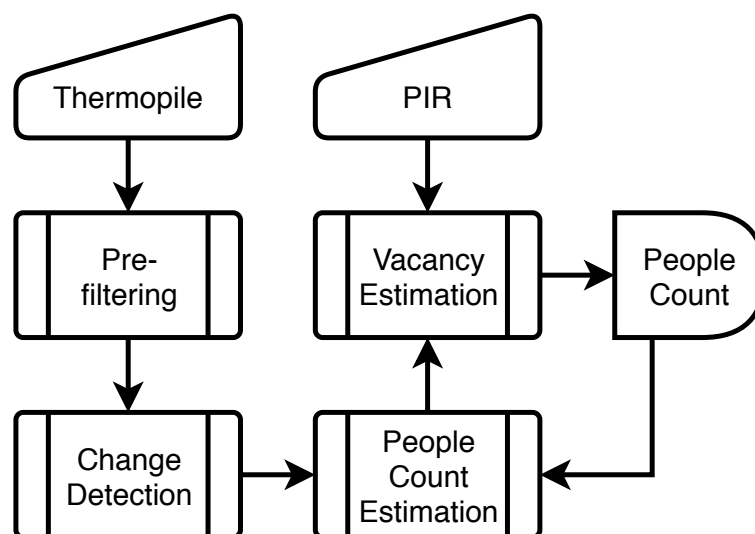 Thermopile
PIR
Pre-
filtering
Vacancy
Estimation
People
Count
Change
Detection
People
Count
Estimation